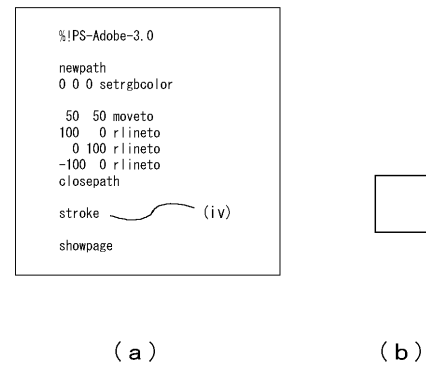 %!PS-Adobe-3.0
newpath
0 0 0 setrgbcolor
50 50 moveto
100 0 rlineto
0 100 rlineto
-100 0 rlineto
closepath
stroke (iv)
showpage
(a) (b)